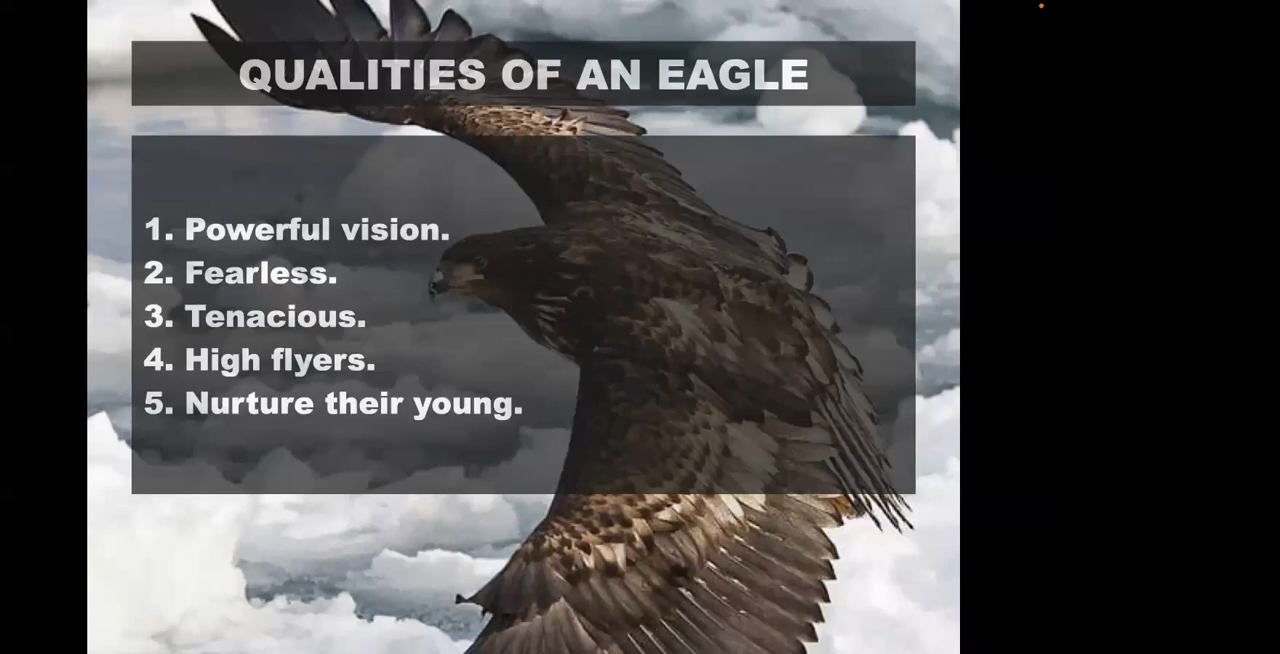 QUALITIES OF AN EAGLE
1. Powerful vision.
2. Fearless.
3. Tenacious.
4. High flyers.
5. Nurture their young.